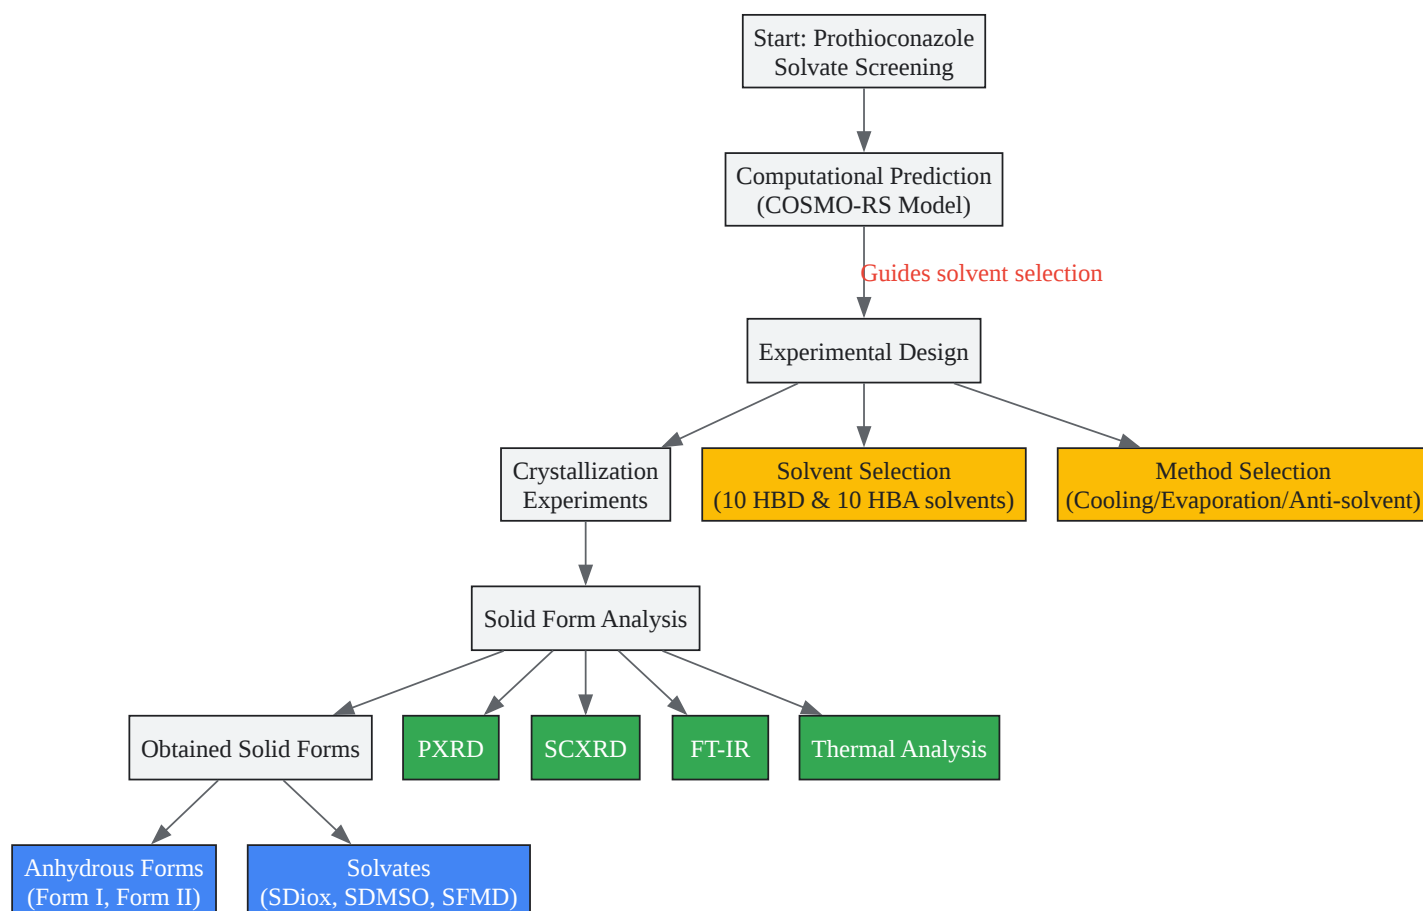 Start: Prothioconazole
Solvate Screening
Computational Prediction
(COSMO-RS Model)
Guides solvent selection
Experimental Design
Crystallization
Experiments
Solvent Selection
(10 HBD & 10 HBA solvents)
Method Selection
(Cooling/Evaporation/Anti-solvent)
Solid Form Analysis
Obtained Solid Forms
PXRD
SCXRD
FT-IR
Thermal Analysis
Anhydrous Forms
(Form I, Form II)
Solvates
(SDiox, SDMSO, SFMD)